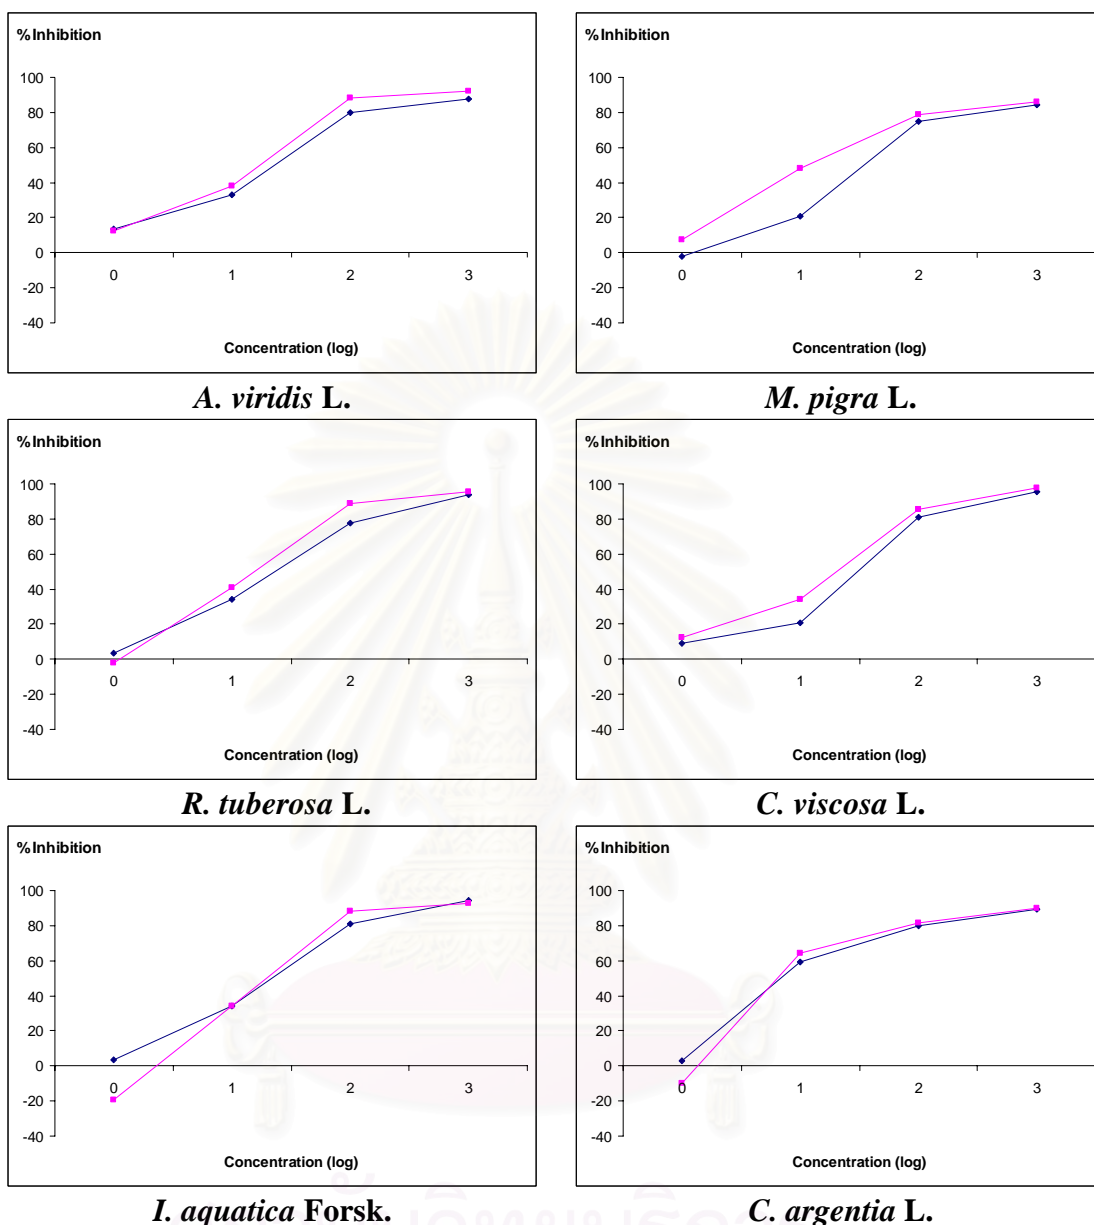 %Inhibition
100
80
60
40
20
0
-20
-40
0 1 2 3
Concentration (log)
A. viridis L.
%Inhibition
100
80
60
40
20
0
-20
-40
0 1 2 3
Concentration (log)
M. pigra L.
%Inhibition
100
80
60
40
20
0
-20
-40
0 1 2 3
Concentration (log)
R. tuberosa L.
%Inhibition
100
80
60
40
20
0
-20
-40
0 1 2 3
Concentration (log)
C. viscosa L.
%Inhibition
100
80
60
40
20
0
-20
-40
0 1 2 3
Concentration (log)
I. aquatica Forsk.
%Inhibition
100
80
60
40
20
0
-20
-40
0 1 2 3
Concentration (log)
C. argentia L.